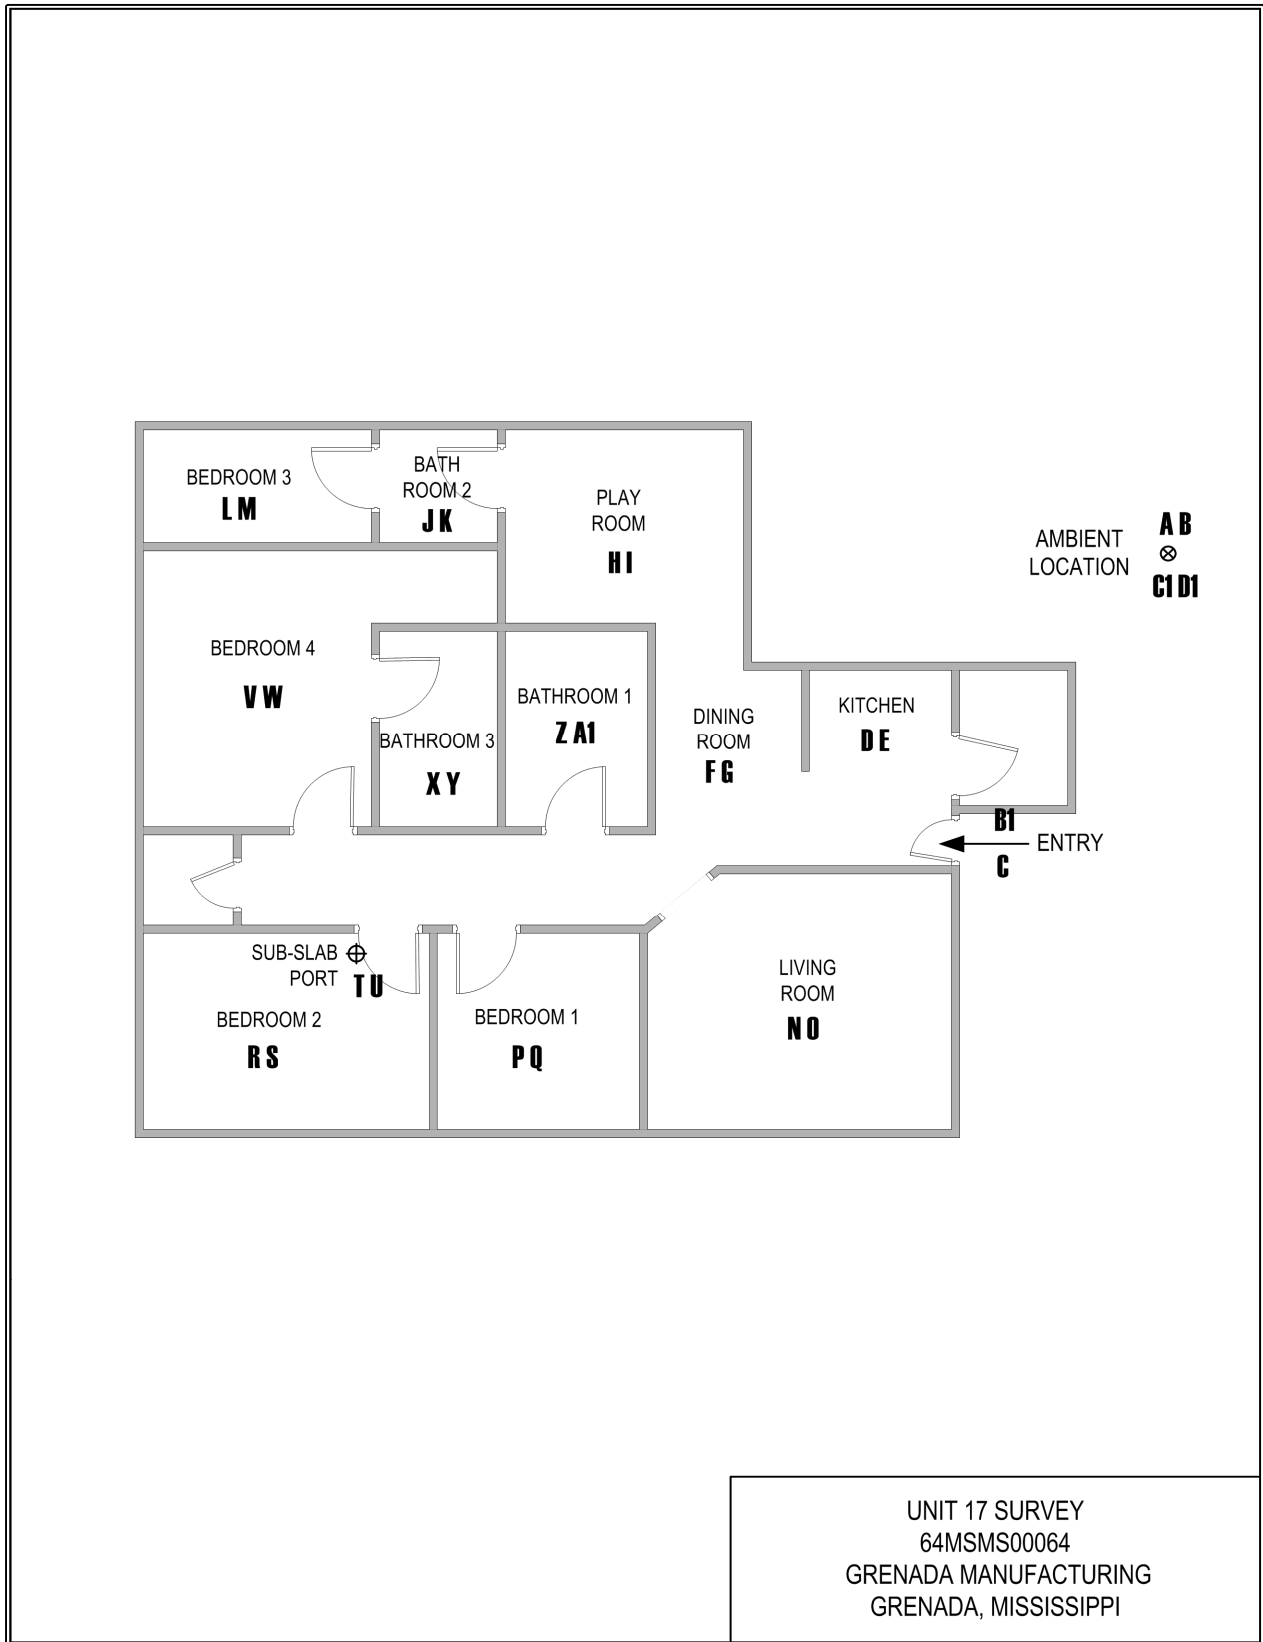 BEDROOM 3
L M
BATH
ROOM 2
J K
PLAY
ROOM
H I
AMBIENT
LOCATION
A B
C1 D1
BEDROOM 4
V W
BATHROOM 3
X Y
BATHROOM 1
Z A1
DINING
ROOM
F G
KITCHEN
D E
B1
ENTRY
C
SUB-SLAB
PORT
T U
BEDROOM 2
R S
BEDROOM 1
P Q
LIVING
ROOM
N O
UNIT 17 SURVEY
64MSMS00064
GRENADA MANUFACTURING
GRENADA, MISSISSIPPI